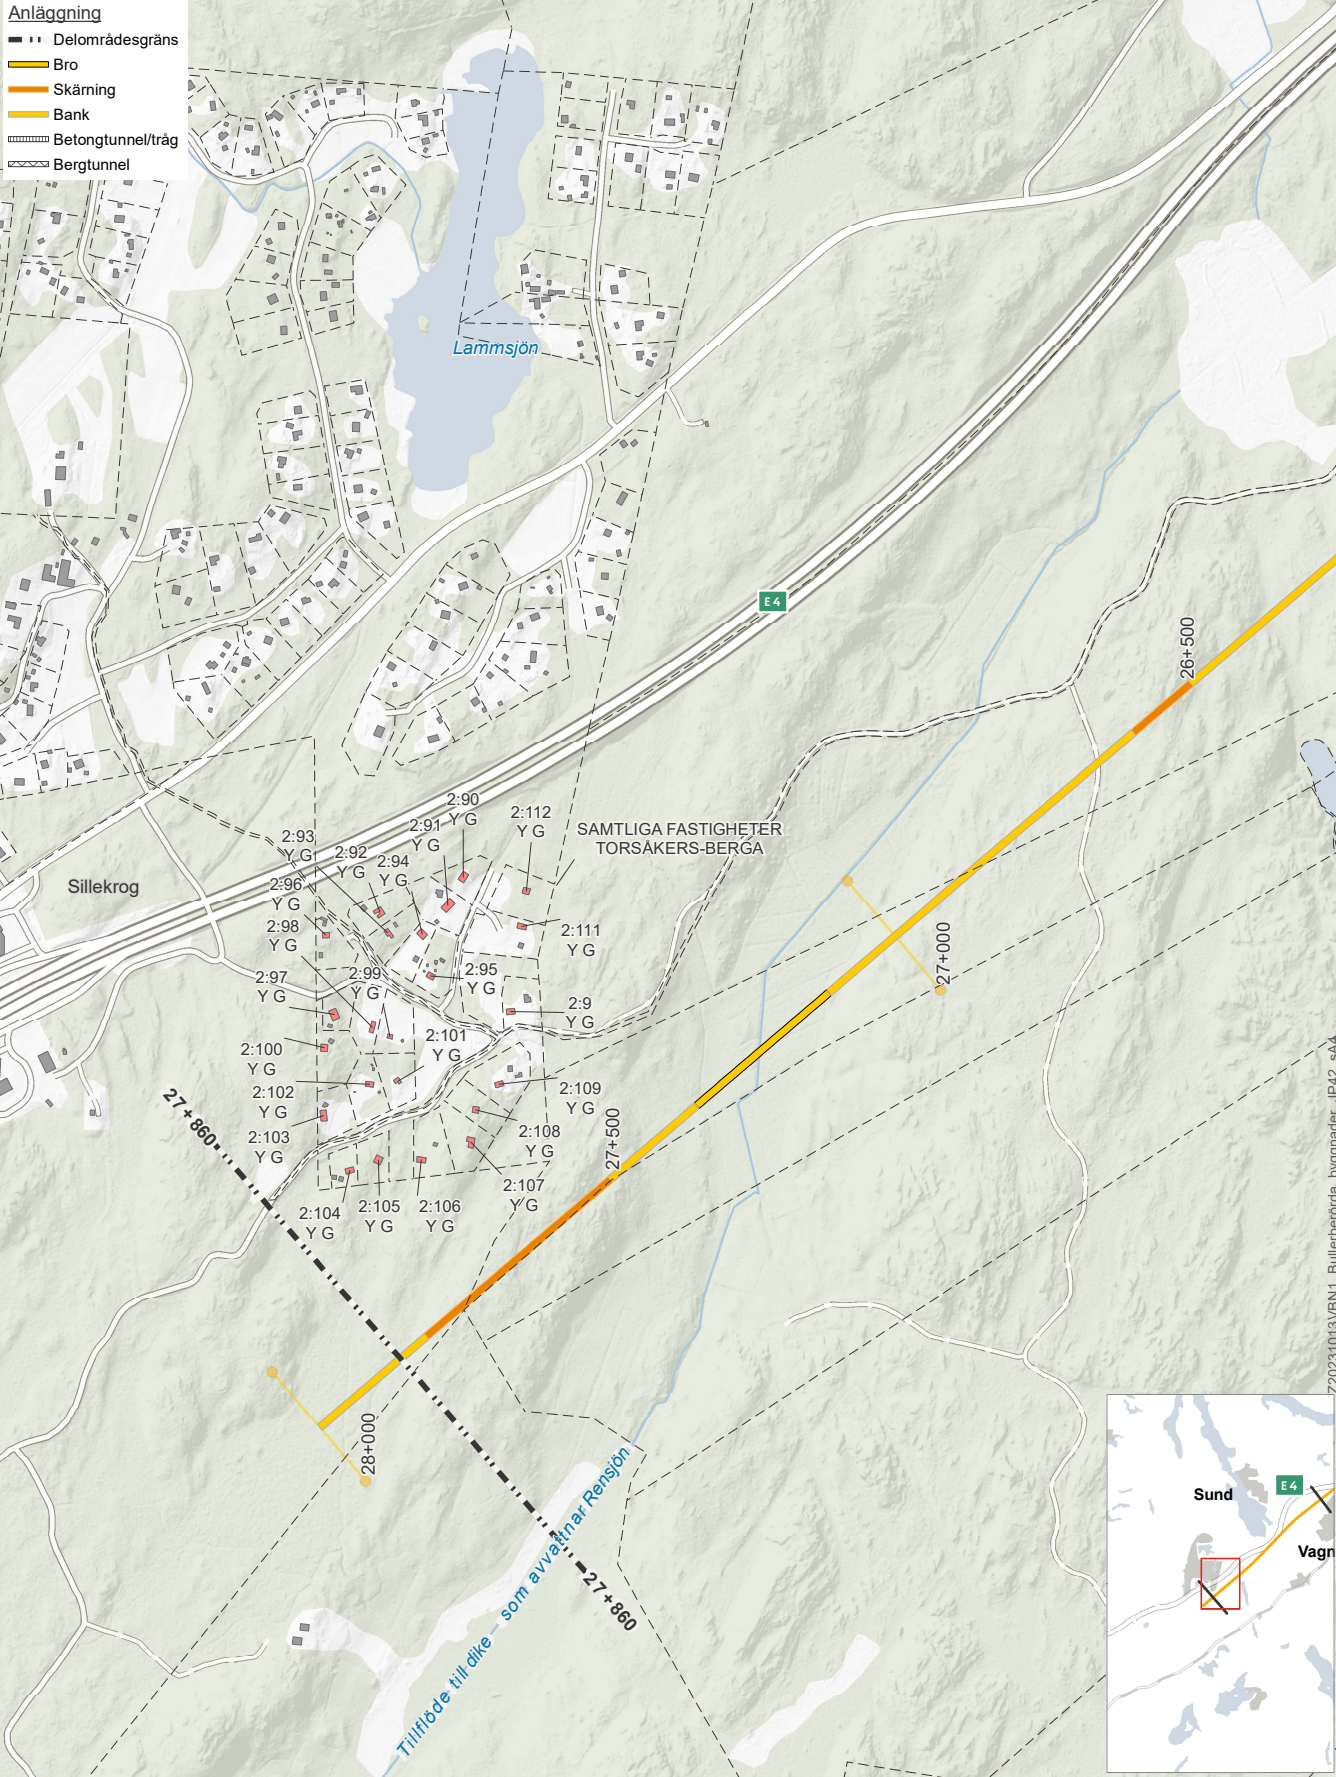 Anläggning
Delområdesgräns
Bro
Skärning
Bank
Betongtunnel/tråg
Bergtunnel
Lammsjön
E4
26+500
2:90
Y G
2:91
Y G
2:112
Y G
SAMTLIGA FASTIGHETER
TORSÅKERS-BERGA
2:93
Y G
2:92
Y G
2:94
Y G
Sillekrog
2:96
Y G
2:98
Y G
2:111
Y G
27+000
2:97
Y G
2:99
Y G
2:95
Y G
2:9
Y G
2:100
Y G
2:101
Y G
2:102
Y G
2:109
Y G
27+860
2:103
Y G
2:108
Y G
27+500
2:107
Y G
2:104
Y G
2:105
Y G
2:106
Y G
28+000
Tillflöde till dike - som avvattnar Rensjön
27+860
Z20231013VBN1_Bullerberörda_byggnader_JP42_sA4
Sund
E4
Vagn